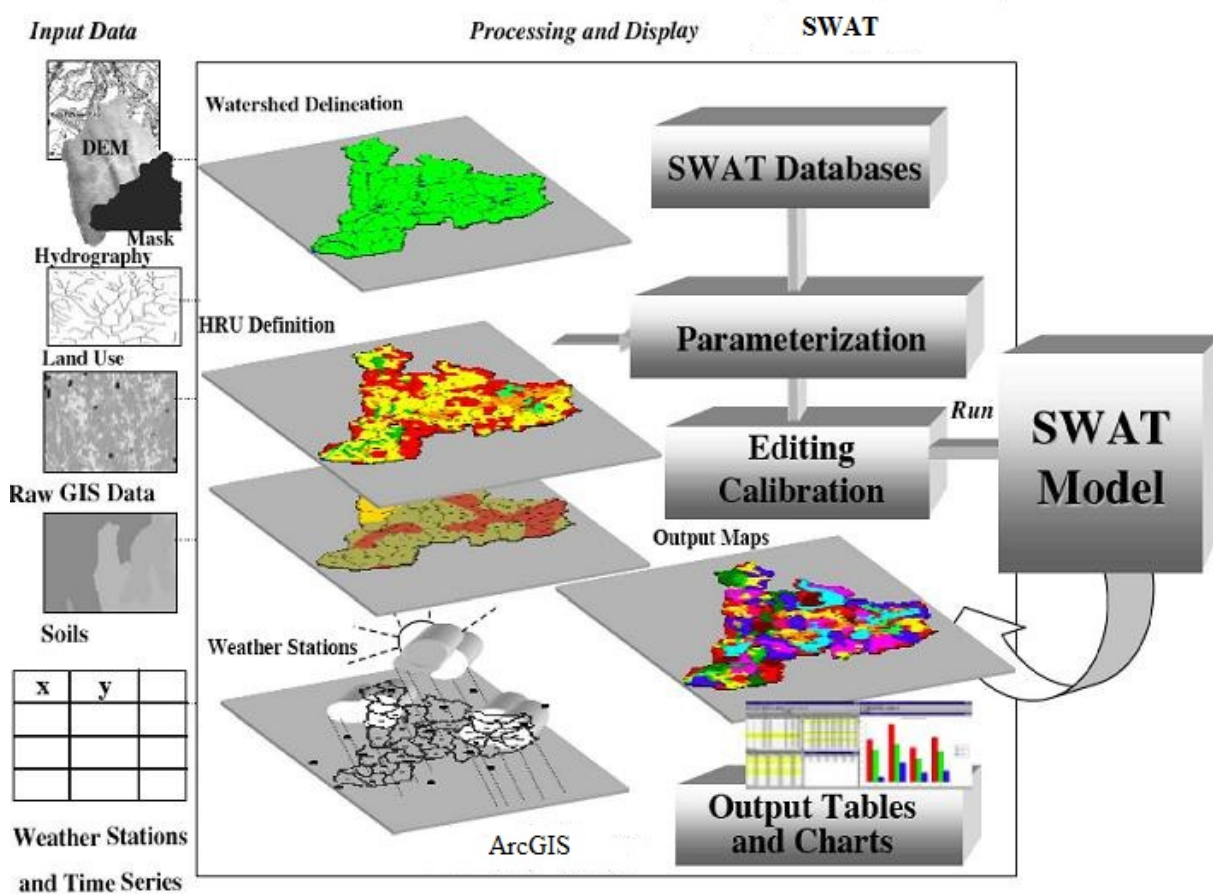 Input Data
Processing and Display
SWAT
DEM
Mask
Hydrography
Land Use
Raw GIS Data
Soils
x y
Weather Stations
and Time Series
Watershed Delineation
HRU Definition
Weather Stations
ArcGIS
SWAT Databases
Parameterization
Editing
Calibration
Run
SWAT
Model
Output Maps
Output Tables
and Charts